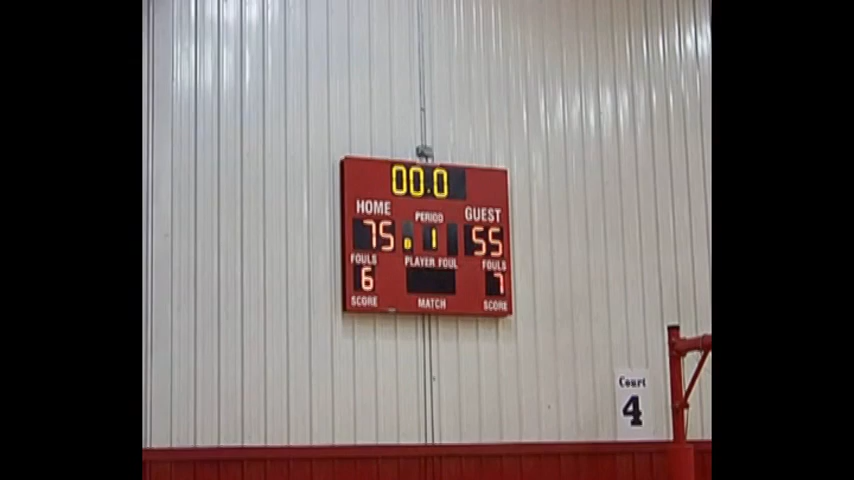 00.0
HOME PERIOD GUEST
75 B 1 55
FOULS PLAYER FOUL FOULS
6 7
SCORE MATCH SCORE
Court
4